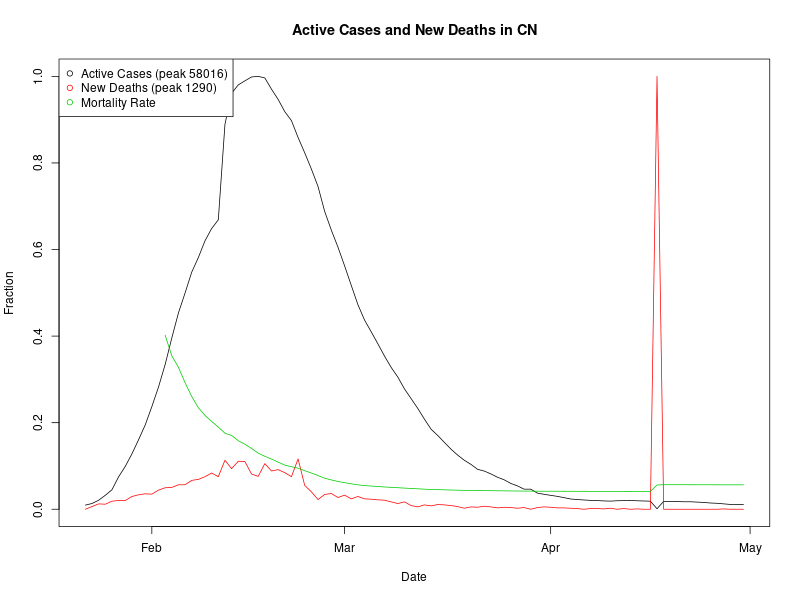 Active Cases and New Deaths in CN
Active Cases (peak 58016)
New Deaths (peak 1290)
Mortality Rate
1.0
0.8
0.6
0.4
0.2
0.0
Fraction
Feb Mar Apr May
Date